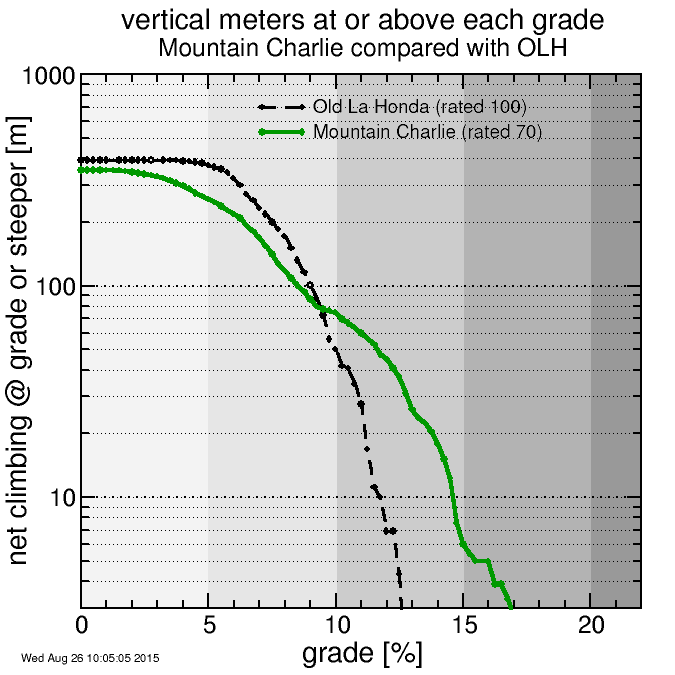 vertical meters at or above each grade
Mountain Charlie compared with OLH
1000
Old La Honda (rated 100)
Mountain Charlie (rated 70)
net climbing @ grade or steeper [m]
100
10
0 5 10 15 20
grade [%]
Wed Aug 26 10:05:05 2015